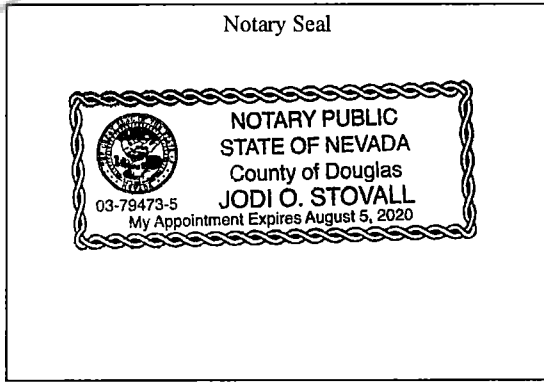 Notary Seal
NOTARY PUBLIC
STATE OF NEVADA
County of Douglas
03-79473-5
JODI O. STOVALL
My Appointment Expires August 5, 2020